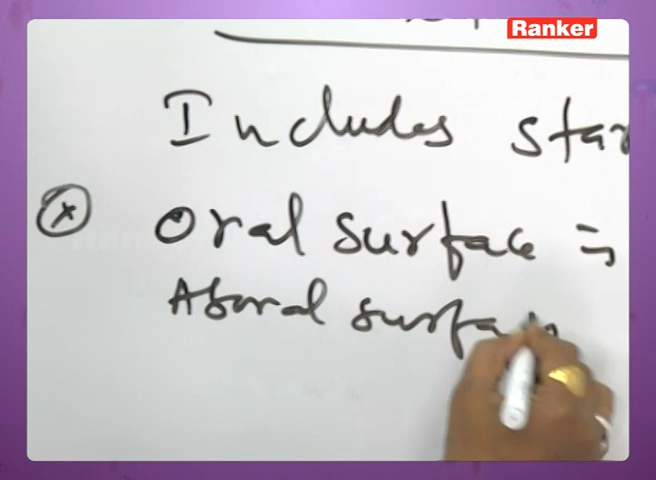 Ranker
Includes star
Oral surface =
Aboral surfa